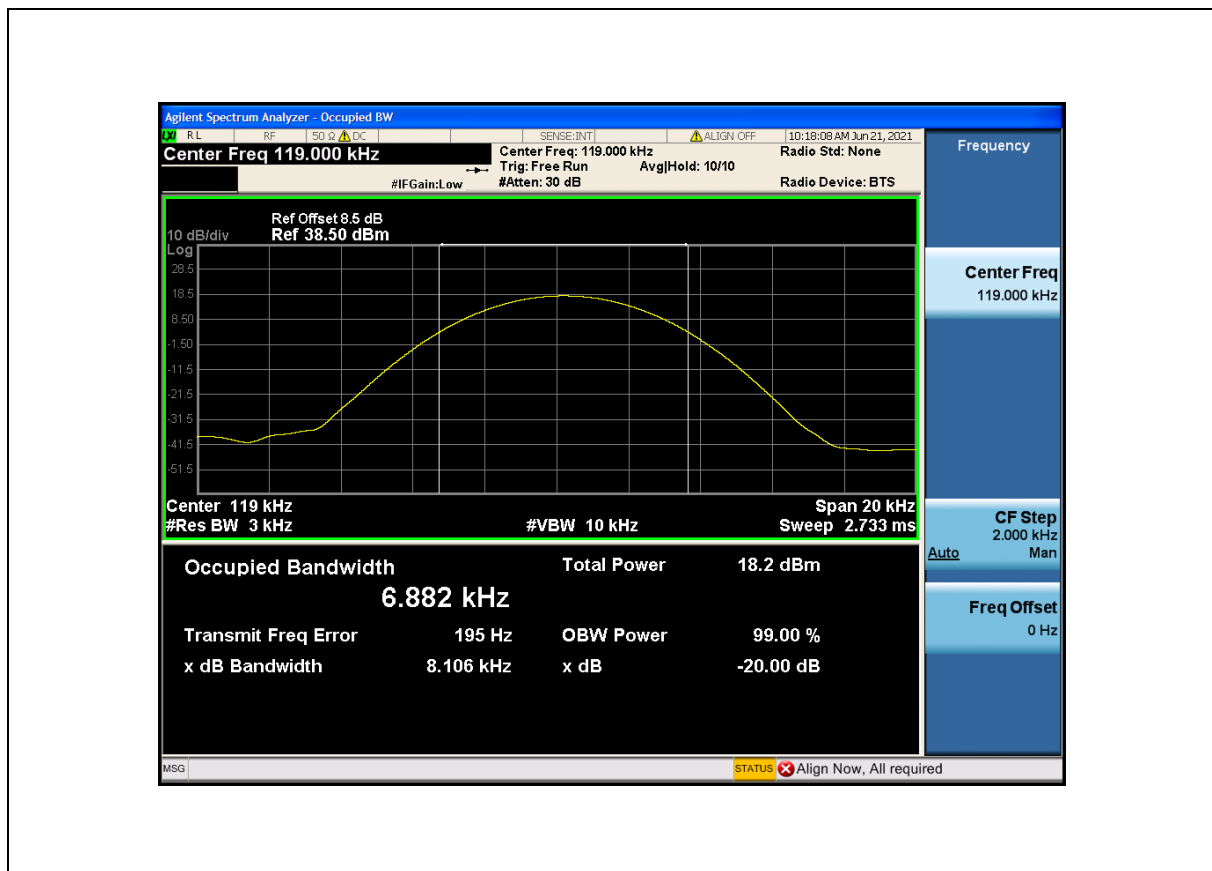 Agilent Spectrum Analyzer - Occupied BW
LXI RL RF 50 Ω DC SENSE:INT ALIGN OFF 10:18:08 AM Jun 21, 2021
Center Freq 119.000 kHz
Center Freq: 119.000 kHz Radio Std: None
Trig: Free Run Avg|Hold: 10/10
#IFGain:Low #Atten: 30 dB Radio Device: BTS
Ref Offset 8.5 dB
10 dB/div Ref 38.50 dBm
Log
28.5
18.5
8.50
-1.50
-11.5
-21.5
-31.5
-41.5
-51.5
Center 119 kHz Span 20 kHz
#Res BW 3 kHz #VBW 10 kHz Sweep 2.733 ms
Occupied Bandwidth Total Power 18.2 dBm
6.882 kHz
Transmit Freq Error 195 Hz OBW Power 99.00 %
x dB Bandwidth 8.106 kHz x dB -20.00 dB
Frequency
Center Freq
119.000 kHz
CF Step
2.000 kHz
Auto Man
Freq Offset
0 Hz
MSG STATUS Align Now, All required